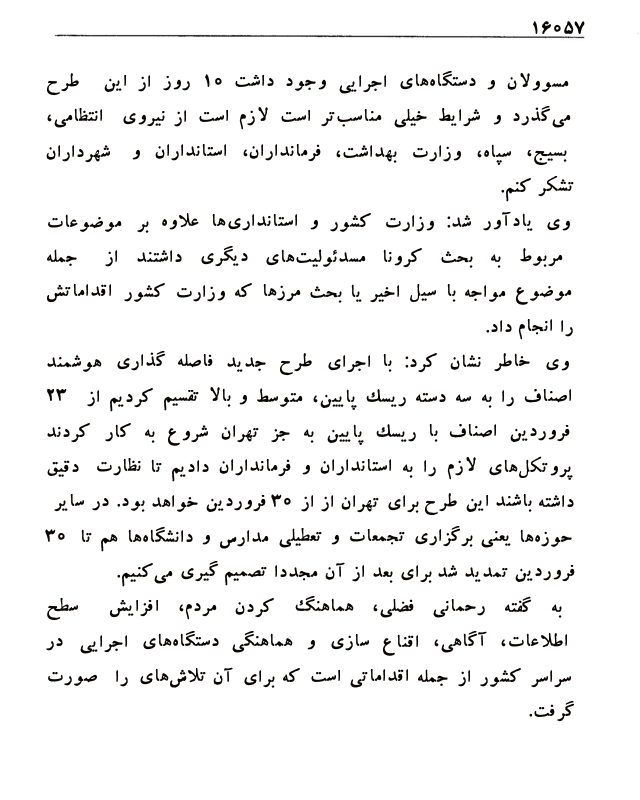 ۱۶۰۵۷
مسوولان و دستگاه‌های اجرایی وجود داشت ۱۵ روز از این طرح
می‌گذرد و شرایط خیلی مناسب‌تر است لازم است از نیروی انتظامی،
بسیج، سپاه، وزارت بهداشت، فرمانداران، استانداران و شهرداران
تشکر کنم.
وی یادآور شد: وزارت کشور و استانداری‌ها علاوه بر موضوعات
مربوط به بحث کرونا مسدئولیت‌های دیگری داشتند از جمله
موضوع مواجه با سیل اخیر یا بحث مرزها که وزارت کشور اقداماتش
را انجام داد.
وی خاطر نشان کرد: با اجرای طرح جدید فاصله گذاری هوشمند
اصناف را به سه دسته ریسک پایین، متوسط و بالا تقسیم کردیم از ۲۳
فروردین اصناف با ریسک پایین به جز تهران شروع به کار کردند
پروتکل‌های لازم را به استانداران و فرمانداران دادیم تا نظارت دقیق
داشته باشند این طرح برای تهران از از ۳۰ فروردین خواهد بود. در سایر
حوزه‌ها یعنی برگزاری تجمعات و تعطیلی مدارس و دانشگاه‌ها هم تا ۳۰
فروردین تمدید شد برای بعد از آن مجددا تصمیم گیری می‌کنیم.
به گفته رحمانی فضلی، هماهنگ کردن مردم، افزایش سطح
اطلاعات، آگاهی، اقناع سازی و هماهنگی دستگاه‌های اجرایی در
سراسر کشور از جمله اقداماتی است که برای آن تلاش‌های را صورت
گرفت.